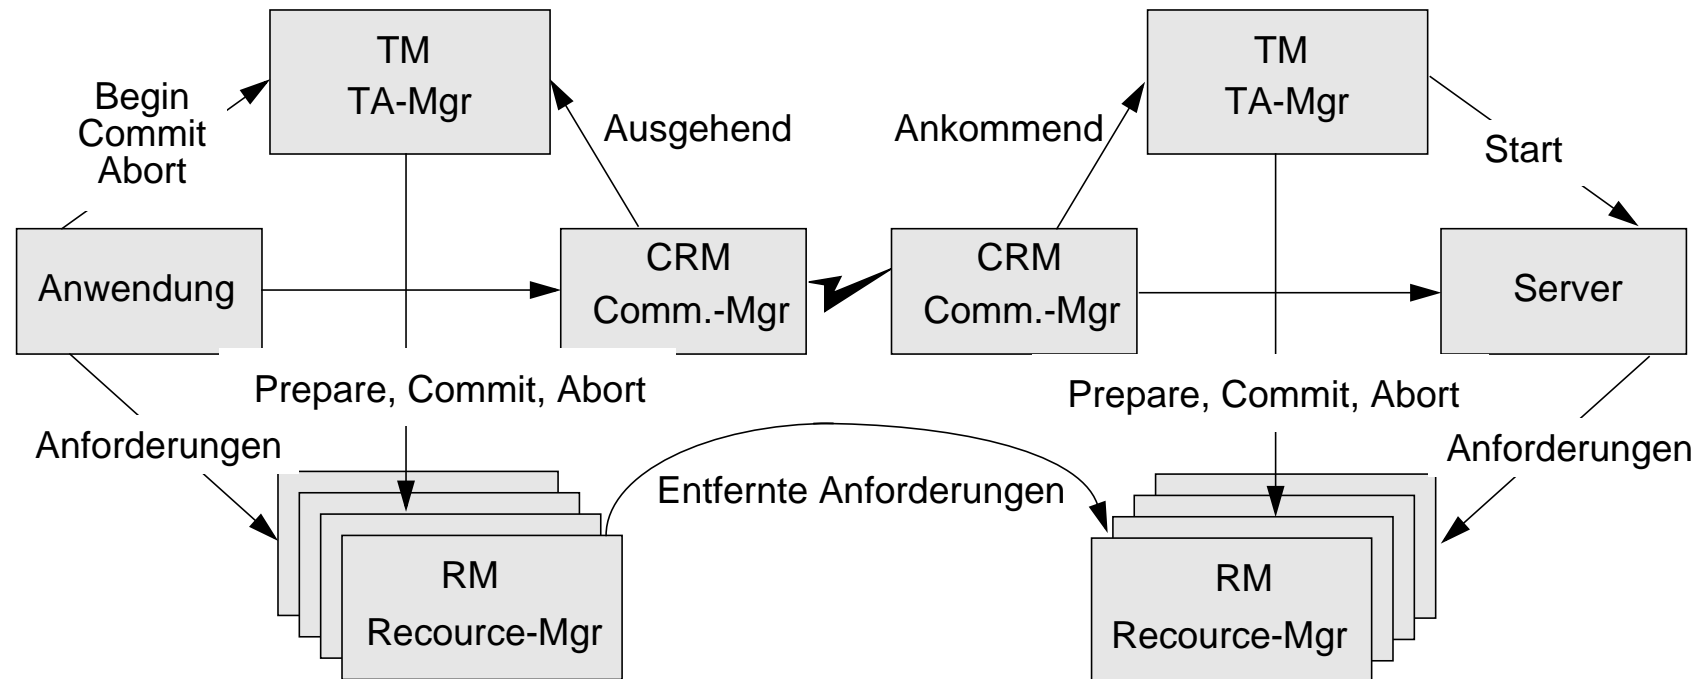 TM
TA-Mgr
TM
TA-Mgr
Begin
Commit
Abort
Ausgehend
Ankommend
Start
Anwendung
CRM
Comm.-Mgr
CRM
Comm.-Mgr
Server
Prepare, Commit, Abort
Prepare, Commit, Abort
Anforderungen
Entfernte Anforderungen
Anforderungen
RM
Recource-Mgr
RM
Recource-Mgr